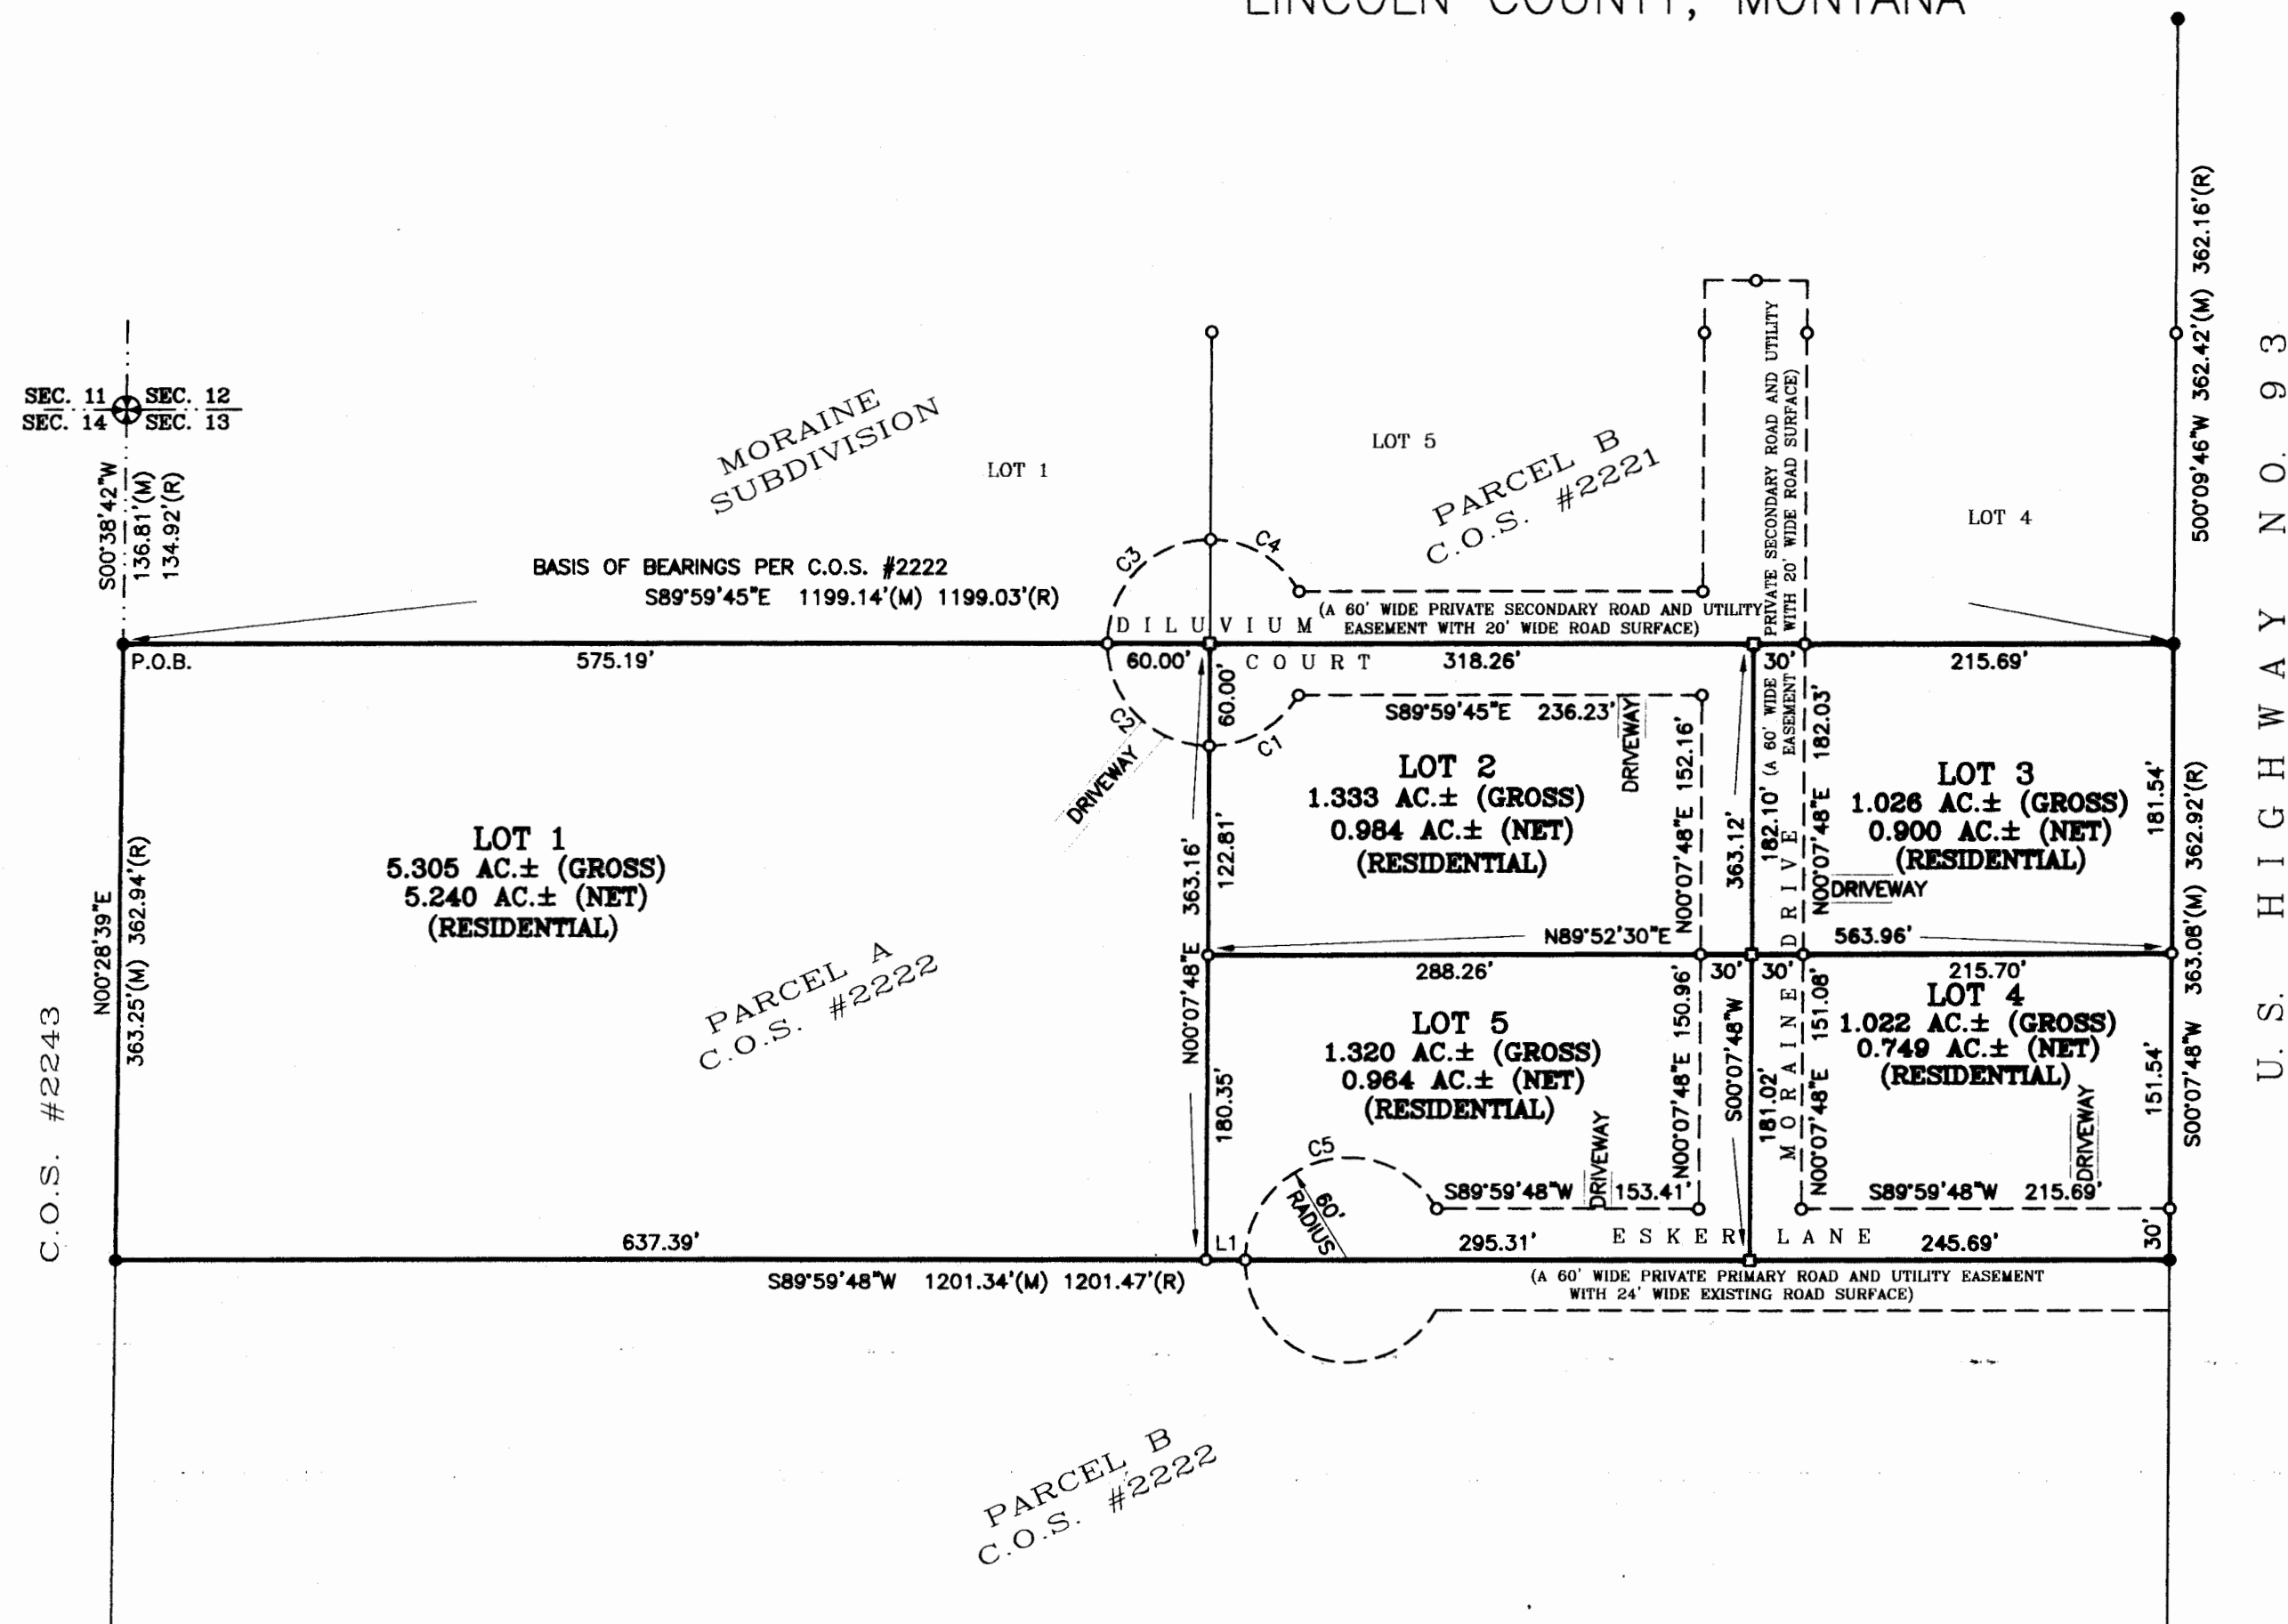 LINCOLN COUNTY, MONTANA
SEC. 11
SEC. 12
SEC. 14
SEC. 13
S00°38'42"W
136.81'(M)
134.92'(R)
MORAINE
SUBDIVISION
LOT 1
LOT 5
PARCEL B
C.O.S. #2221
LOT 4
500°09'46"W 362.42'(M) 362.16'(R)
U.S. HIGHWAY NO. 93
BASIS OF BEARINGS PER C.O.S. #2222
S89°59'45"E 1199.14'(M) 1199.03'(R)
C3
C4
PRIVATE SECONDARY ROAD AND UTILITY
WITH 20' WIDE ROAD SURFACE)
(A 60' WIDE PRIVATE SECONDARY ROAD AND UTILITY
EASEMENT WITH 20' WIDE ROAD SURFACE)
DILUVIUM
COURT
P.O.B.
575.19'
60.00'
318.26'
30'
215.69'
60.00'
C2
C1
DRIVEWAY
S89°59'45"E 236.23'
DRIVEWAY
N00°07'48"E 152.16'
363.12'
182.10' (A 60' WIDE
EASEMENT
N00°07'48"E 182.03'
LOT 2
1.333 AC.± (GROSS)
0.984 AC.± (NET)
(RESIDENTIAL)
LOT 3
1.026 AC.± (GROSS)
0.900 AC.± (NET)
(RESIDENTIAL)
DRIVEWAY
181.54'
S00°07'48"W 363.08'(M) 362.92'(R)
LOT 1
5.305 AC.± (GROSS)
5.240 AC.± (NET)
(RESIDENTIAL)
N00°28'39"E
363.25'(M) 362.94'(R)
C.O.S. #2243
PARCEL A
C.O.S. #2222
N00°07'48"E 363.16'
122.81'
N89°52'30"E
563.96'
288.26'
30'
30'
215.70'
MORAINE DRIVE
LOT 5
1.320 AC.± (GROSS)
0.964 AC.± (NET)
(RESIDENTIAL)
LOT 4
1.022 AC.± (GROSS)
0.749 AC.± (NET)
(RESIDENTIAL)
180.35'
N00°07'48"E 150.96'
S00°07'48"W
181.02'
N00°07'48"E 151.08'
151.54'
C5
60'
RADIUS
S89°59'48"W
DRIVEWAY
153.41'
DRIVEWAY
S89°59'48"W 215.69'
637.39'
L1
295.31'
ESKER LANE
245.69'
30'
S89°59'48"W 1201.34'(M) 1201.47'(R)
(A 60' WIDE PRIVATE PRIMARY ROAD AND UTILITY EASEMENT
WITH 24' WIDE EXISTING ROAD SURFACE)
PARCEL B
C.O.S. #2222